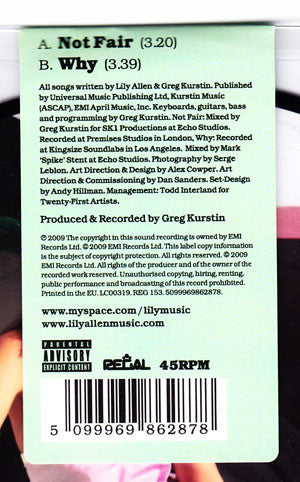 A. Not Fair (3.20)
B. Why (3.39)
All songs written by Lily Allen & Greg Kurstin. Published
by Universal Music Publishing Ltd, Kurstin Music
(ASCAP), EMI April Music, Inc. Keyboards, guitars, bass
and programming by Greg Kurstin. Not Fair: Mixed by
Greg Kurstin for SK1 Productions at Echo Studios.
Recorded at Premises Studios in London, Why: Recorded
at Kingsize Soundlabs in Los Angeles. Mixed by Mark
'Spike' Stent at Echo Studios. Photography by Serge
Leblon. Art Direction & Design by Alex Cowper. Art
Direction & Commissioning by Dan Sanders. Set-Design
by Andy Hillman. Management: Todd Interland for
Twenty-First Artists.
Produced & Recorded by Greg Kurstin
℗ 2009 The copyright in this sound recording is owned by EMI
Records Ltd. © 2009 EMI Records Ltd. This label copy information
is the subject of copyright protection. All rights reserved. © 2009
EMI Records Ltd. All rights of the producer and of the owner of the
recorded work reserved. Unauthorised copying, hiring, renting,
public performance and broadcasting of this record prohibited.
Printed in the EU. LC00319. REG 153. 5099969862878.
www.myspace.com/lilymusic
www.lilyallenmusic.com
PARENTAL
ADVISORY
EXPLICIT CONTENT
REGAL
45RPM
5 099969 862878